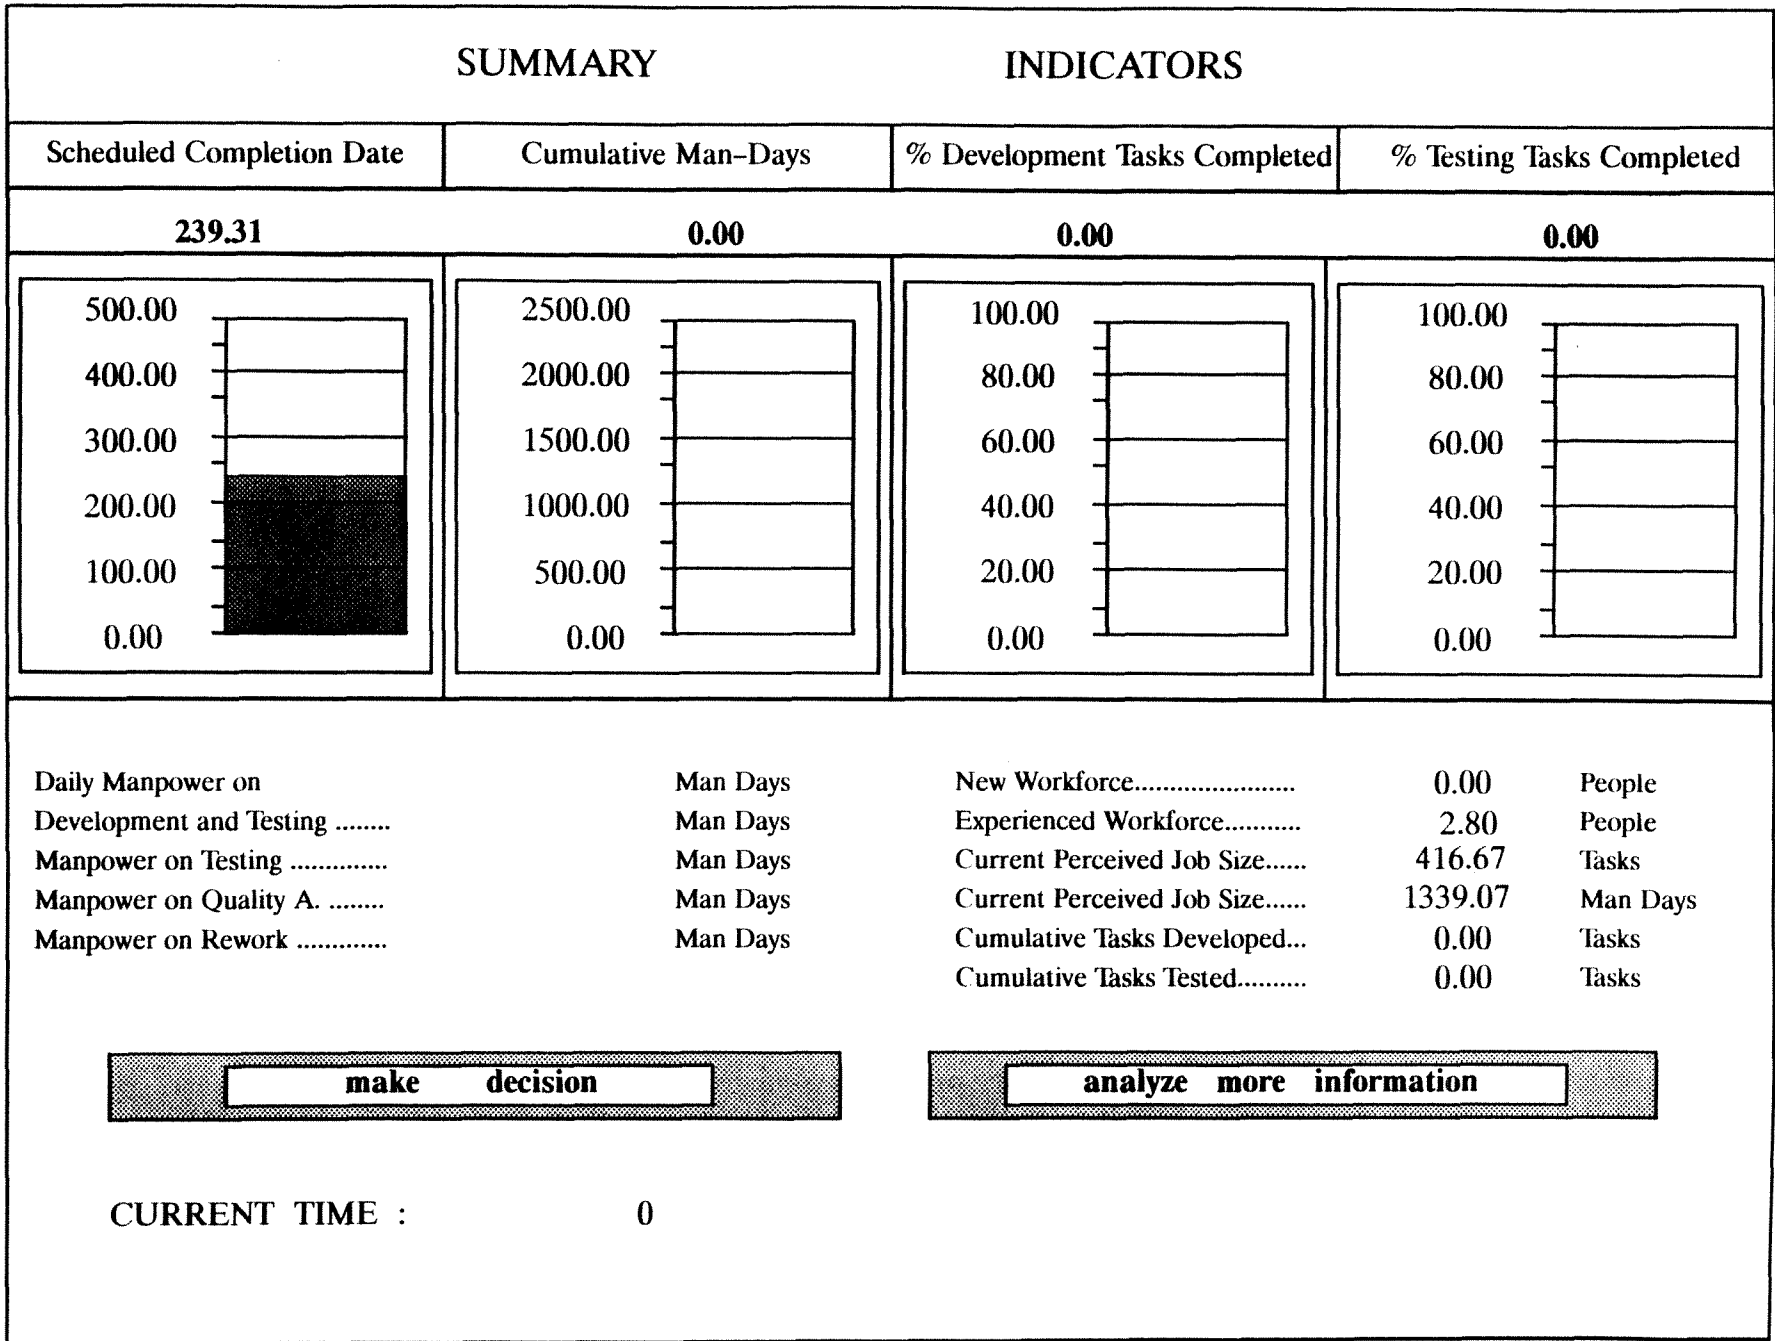 SUMMARY INDICATORS
Scheduled Completion Date Cumulative Man-Days % Development Tasks Completed % Testing Tasks Completed
239.31 0.00 0.00 0.00
500.00 2500.00 100.00 100.00
400.00 2000.00 80.00 80.00
300.00 1500.00 60.00 60.00
200.00 1000.00 40.00 40.00
100.00 500.00 20.00 20.00
0.00 0.00 0.00 0.00
Daily Manpower on Man Days New Workforce....................... 0.00 People
Development and Testing ........ Man Days Experienced Workforce........... 2.80 People
Manpower on Testing .............. Man Days Current Perceived Job Size...... 416.67 Tasks
Manpower on Quality A. ........ Man Days Current Perceived Job Size...... 1339.07 Man Days
Manpower on Rework ............. Man Days Cumulative Tasks Developed... 0.00 Tasks
Cumulative Tasks Tested.......... 0.00 Tasks
make decision analyze more information
CURRENT TIME : 0